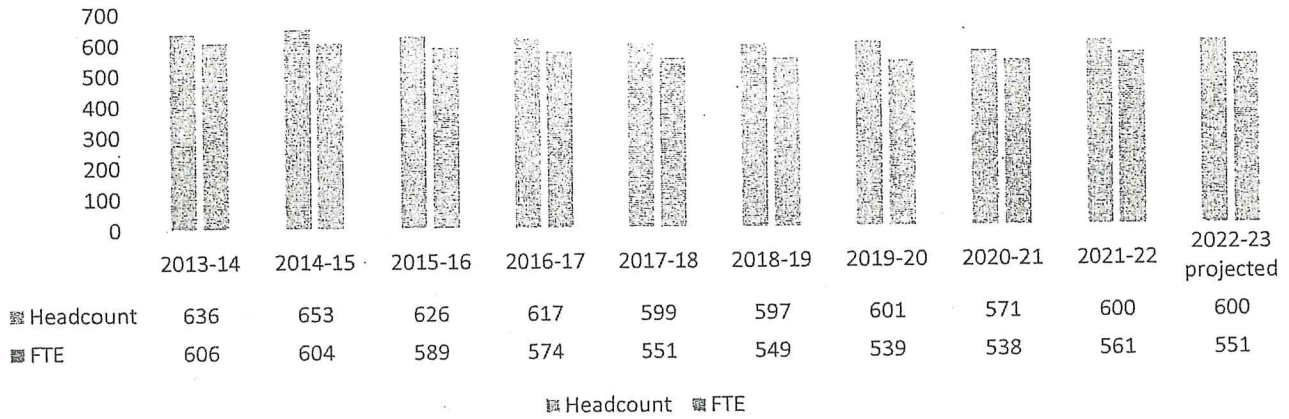 700
600
500
400
300
200
100
0
2013-14 2014-15 2015-16 2016-17 2017-18 2018-19 2019-20 2020-21 2021-22 2022-23 projected
Headcount 636 653 626 617 599 597 601 571 600 600
FTE 606 604 589 574 551 549 539 538 561 551
Headcount FTE